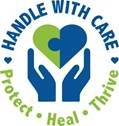 • HANDLE WITH CARE •
Protect • Heal • Thrive